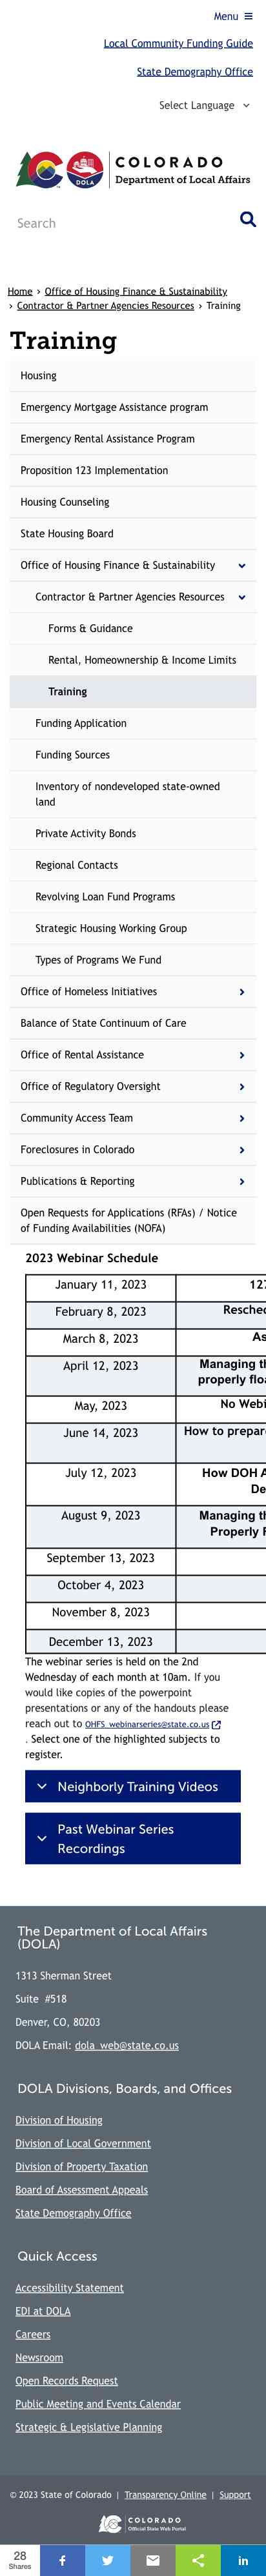 Menu
Local Community Funding Guide
State Demography Office
Select Language
COLORADO
Department of Local Affairs
DOLA
Search
Home › Office of Housing Finance & Sustainability
› Contractor & Partner Agencies Resources › Training
Training
Housing
Emergency Mortgage Assistance program
Emergency Rental Assistance Program
Proposition 123 Implementation
Housing Counseling
State Housing Board
Office of Housing Finance & Sustainability
Contractor & Partner Agencies Resources
Forms & Guidance
Rental, Homeownership & Income Limits
Training
Funding Application
Funding Sources
Inventory of nondeveloped state-owned
land
Private Activity Bonds
Regional Contacts
Revolving Loan Fund Programs
Strategic Housing Working Group
Types of Programs We Fund
Office of Homeless Initiatives
Balance of State Continuum of Care
Office of Rental Assistance
Office of Regulatory Oversight
Community Access Team
Foreclosures in Colorado
Publications & Reporting
Open Requests for Applications (RFAs) / Notice
of Funding Availabilities (NOFA)
2023 Webinar Schedule
January 11, 2023 127
February 8, 2023 Resched
March 8, 2023 As
April 12, 2023 Managing th
properly floa
May, 2023 No Webi
June 14, 2023 How to prepar
July 12, 2023 How DOH A
De
August 9, 2023 Managing th
Properly F
September 13, 2023
October 4, 2023
November 8, 2023
December 13, 2023
The webinar series is held on the 2nd
Wednesday of each month at 10am. If you
would like copies of the powerpoint
presentations or any of the handouts please
reach out to OHFS_webinarseries@state.co.us
. Select one of the highlighted subjects to
register.
Neighborly Training Videos
Past Webinar Series
Recordings
The Department of Local Affairs
(DOLA)
1313 Sherman Street
Suite #518
Denver, CO, 80203
DOLA Email: dola_web@state.co.us
DOLA Divisions, Boards, and Offices
Division of Housing
Division of Local Government
Division of Property Taxation
Board of Assessment Appeals
State Demography Office
Quick Access
Accessibility Statement
EDI at DOLA
Careers
Newsroom
Open Records Request
Public Meeting and Events Calendar
Strategic & Legislative Planning
© 2023 State of Colorado | Transparency Online | Support
COLORADO
Official State Web Portal
28
Shares